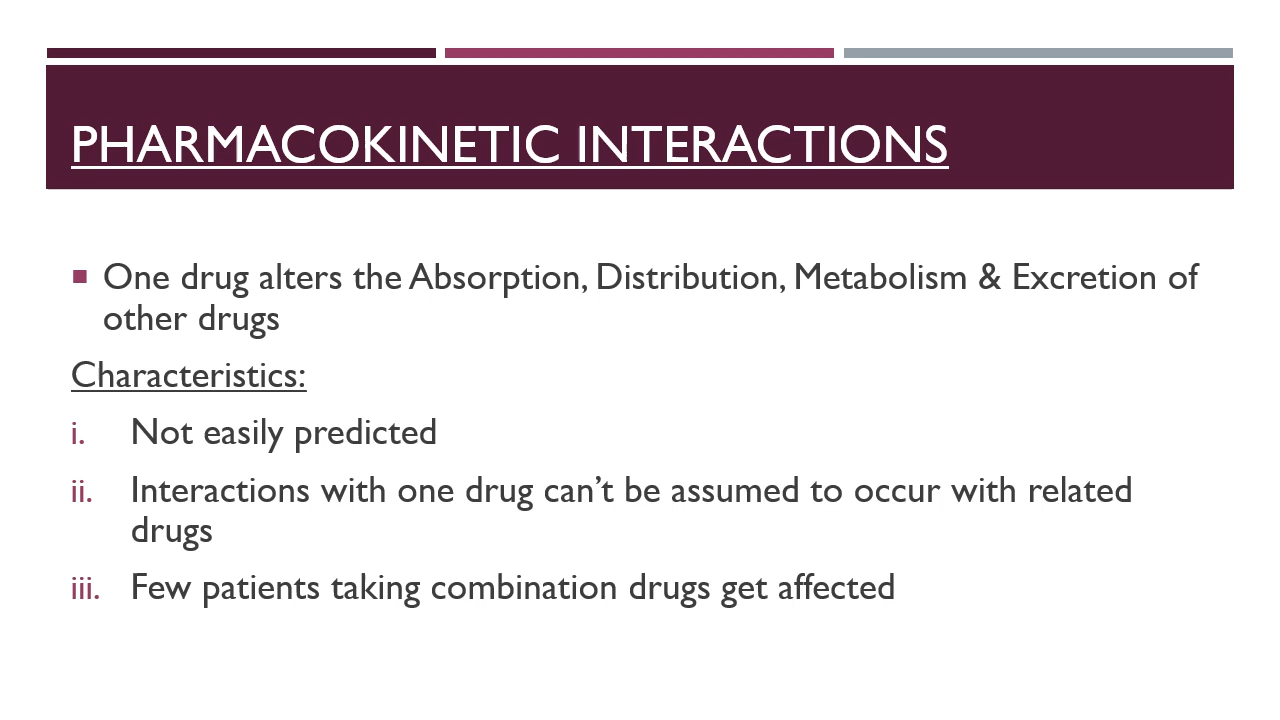 PHARMACOKINETIC INTERACTIONS
▪ One drug alters the Absorption, Distribution, Metabolism & Excretion of
other drugs
Characteristics:
i. Not easily predicted
ii. Interactions with one drug can’t be assumed to occur with related
drugs
iii. Few patients taking combination drugs get affected